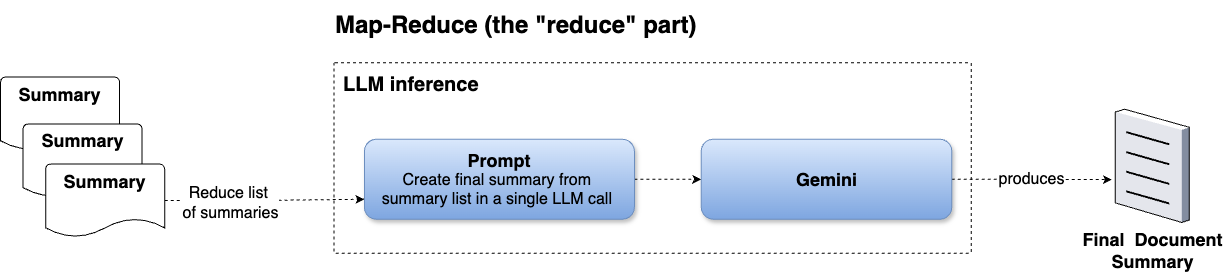 Map-Reduce (the "reduce" part)
LLM inference
Summary
Summary
Summary
Reduce list
of summaries
Prompt
Create final summary from
summary list in a single LLM call
Gemini
produces
Final Document
Summary